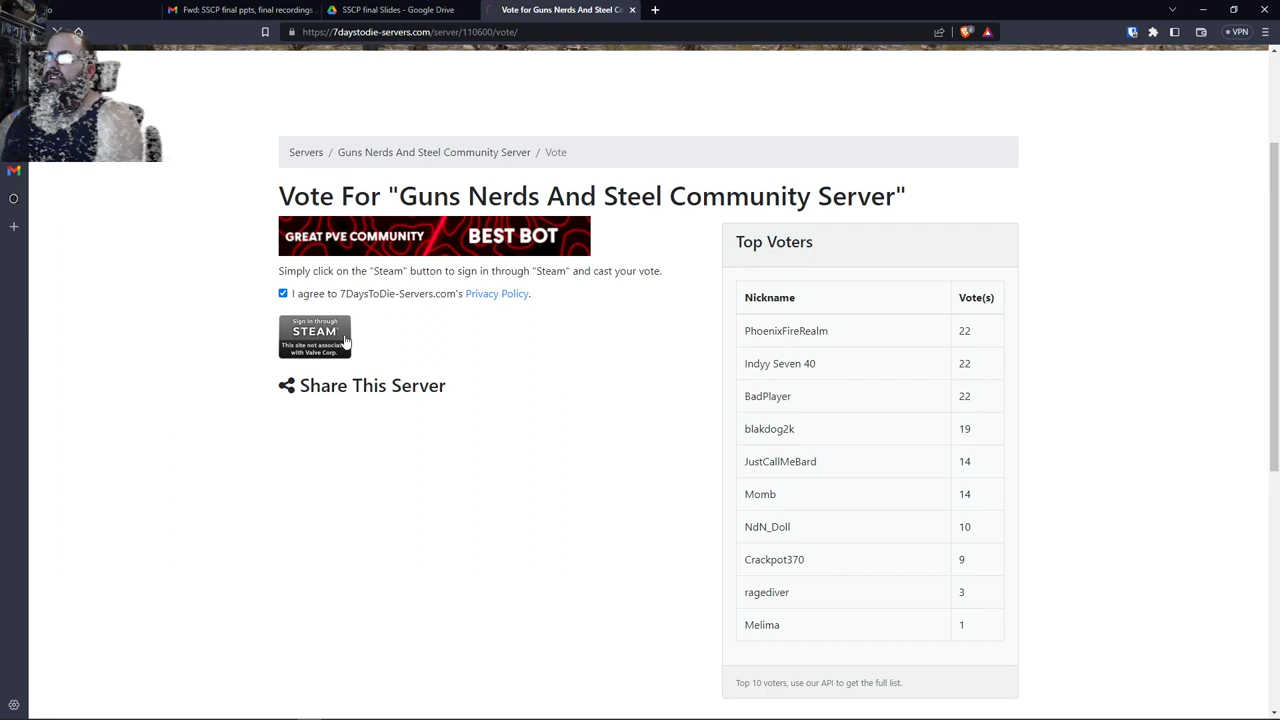 Fwd: SSCP final ppts, final recordings
SSCP final Slides - Google Drive
Vote for Guns Nerds And Steel Co
https://7daystodie-servers.com/server/110600/vote/
VPN
Servers / Guns Nerds And Steel Community Server / Vote
Vote For "Guns Nerds And Steel Community Server"
GREAT PVE COMMUNITY BEST BOT
Simply click on the "Steam" button to sign in through "Steam" and cast your vote.
I agree to 7DaysToDie-Servers.com's Privacy Policy.
Sign in through
STEAM
This site not associa
with Valve Corp.
Share This Server
Top Voters
Nickname Vote(s)
PhoenixFireRealm 22
Indyy Seven 40 22
BadPlayer 22
blakdog2k 19
JustCallMeBard 14
Momb 14
NdN_Doll 10
Crackpot370 9
ragediver 3
Melima 1
Top 10 voters, use our API to get the full list.